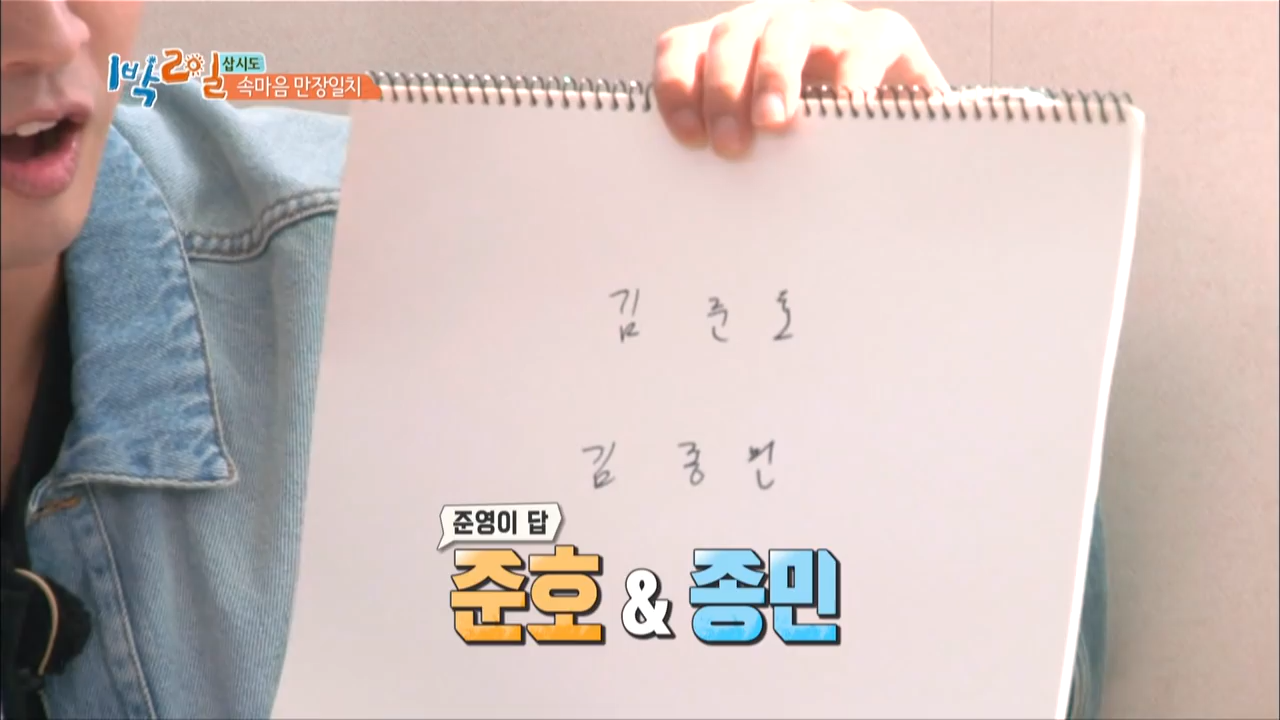 1박2일 삽시도
속마음 만장일치
김 준 호
김 종 민
준영이 답
준호 & 종민